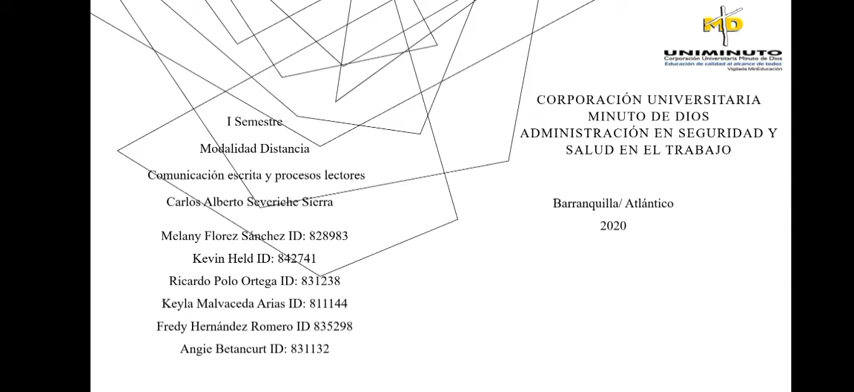 I Semestre
Modalidad Distancia
Comunicación escrita y procesos lectores
Carlos Alberto Severiche Sierra
Melany Florez Sánchez ID: 828983
Kevin Held ID: 842741
Ricardo Polo Ortega ID: 831238
Keyla Malvaceda Arias ID: 811144
Fredy Hernández Romero ID 835298
Angie Betancurt ID: 831132
MD
UNIMINUTO
Corporación Universitaria Minuto de Dios
Educación de calidad al alcance de todos
Vigilada MinEducación
CORPORACIÓN UNIVERSITARIA
MINUTO DE DIOS
ADMINISTRACIÓN EN SEGURIDAD Y
SALUD EN EL TRABAJO
Barranquilla/ Atlántico
2020